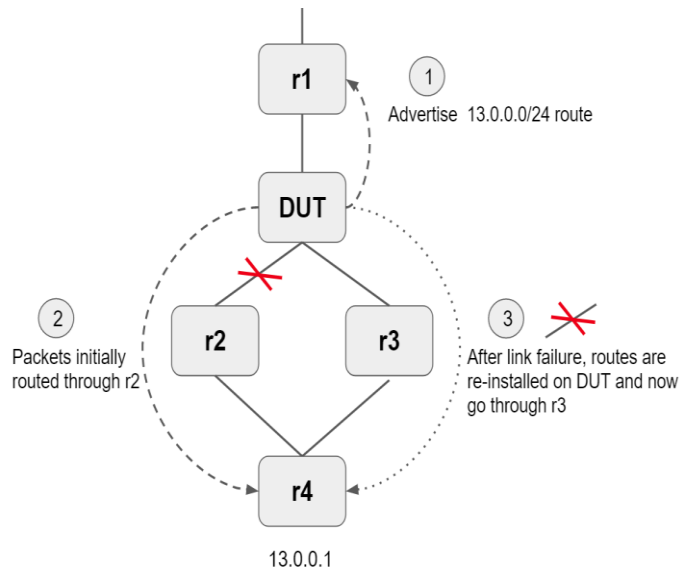 r1
1
Advertise 13.0.0.0/24 route
DUT
2
Packets initially
routed through r2
r2
r3
3
After link failure, routes are
re-installed on DUT and now
go through r3
r4
13.0.0.1